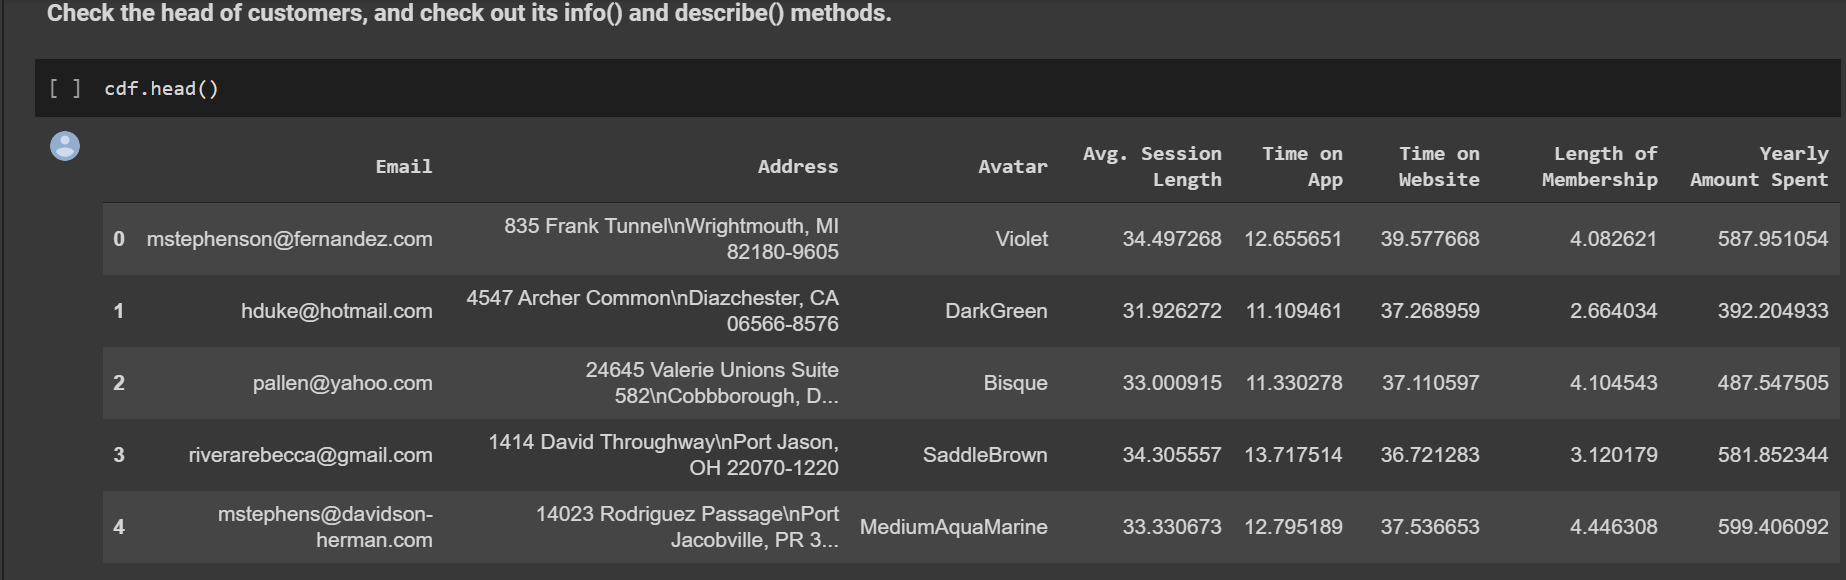 Check the head of customers, and check out its info() and describe() methods.
[ ] cdf.head()
Email Address Avatar Avg. Session Length Time on App Time on Website Length of Membership Yearly Amount Spent
0 mstephenson@fernandez.com 835 Frank Tunnel\nWrightmouth, MI 82180-9605 Violet 34.497268 12.655651 39.577668 4.082621 587.951054
1 hduke@hotmail.com 4547 Archer Common\nDiazchester, CA 06566-8576 DarkGreen 31.926272 11.109461 37.268959 2.664034 392.204933
2 pallen@yahoo.com 24645 Valerie Unions Suite 582\nCobbborough, D... Bisque 33.000915 11.330278 37.110597 4.104543 487.547505
3 riverarebecca@gmail.com 1414 David Throughway\nPort Jason, OH 22070-1220 SaddleBrown 34.305557 13.717514 36.721283 3.120179 581.852344
4 mstephens@davidson-herman.com 14023 Rodriguez Passage\nPort Jacobville, PR 3... MediumAquaMarine 33.330673 12.795189 37.536653 4.446308 599.406092